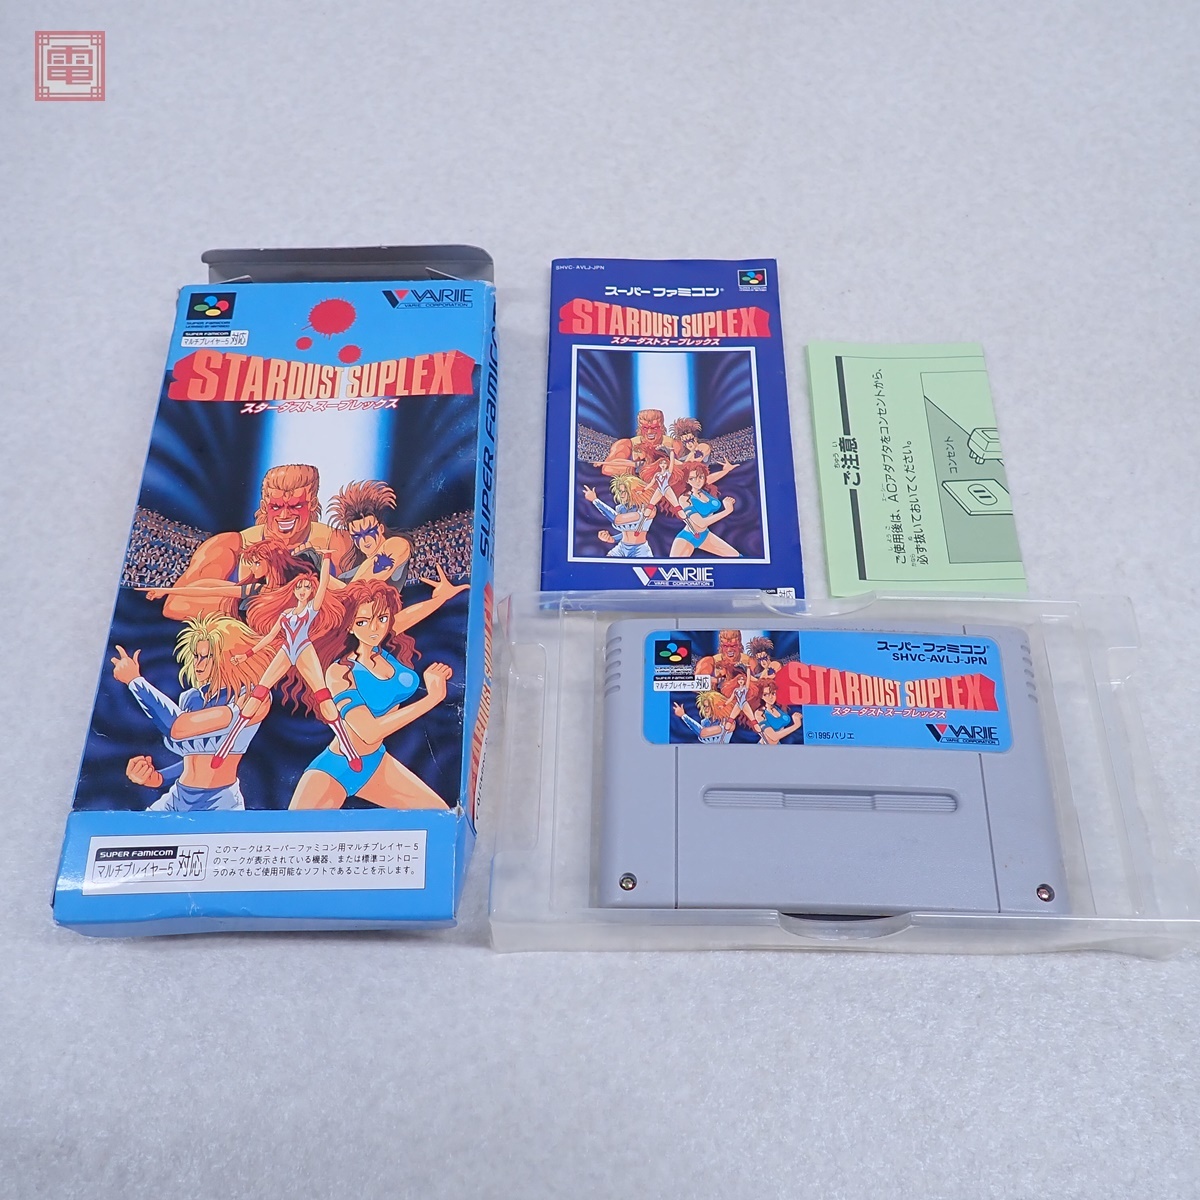 電
SUPER FAMICOM
SUPER FAMICOM
マルチプレイヤー5 対応
VARIE
VARIE CORPORATION
STARDUST SUPLEX
スターダストスープレックス
SUPER FAMICOM
SUPER FAMICOM
マルチプレイヤー5 対応
このマークはスーパーファミコン用マルチプレイヤー5
のマークが表示されている機器、または標準コントロー
ラのみでもご使用可能なソフトであることを示します。
SHVC-AVLJ-JPN
スーパーファミコン®
STARDUST SUPLEX
スターダストスープレックス
VARIE
VARIE CORPORATION
ご注意
ちゅう い
ご使用後は、ACアダプタをコンセントから、
必ず抜いておいてください。
コンセント
SUPER FAMICOM
マルチプレイヤー5 対応
スーパーファミコン®
SHVC-AVLJ-JPN
STARDUST SUPLEX
スターダストスープレックス
©1995バリエ
VARIE
VARIE CORPORATION